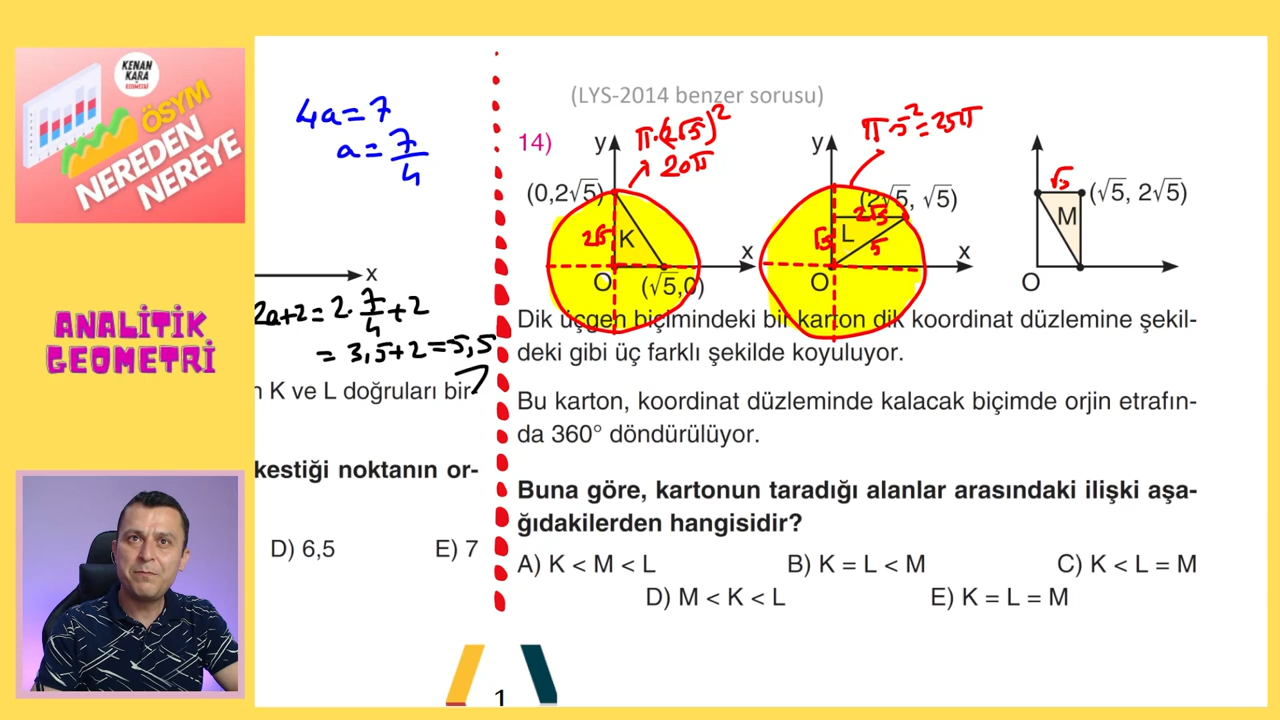 KENAN
KARA
GEOMETRİ
ÖSYM
NEREDEN
NEREYE
ANALİTİK
GEOMETRİ
4a=7
a=7/4
x
2a+2=2·7/4+2
=3,5+2=5,5
n K ve L doğruları bir
kestiği noktanın or-
D) 6,5 E) 7
(LYS-2014 benzer sorusu)
14)
y
π·(2√5)²
20π
(0,2√5)
2√5
K
x
O
(√5,0)
y
π·5²=25π
(2√5, √5)
2√5
√5
L
5
x
O
√5
(√5, 2√5)
M
O
Dik üçgen biçimindeki bir karton dik koordinat düzlemine şekil-
deki gibi üç farklı şekilde koyuluyor.
Bu karton, koordinat düzleminde kalacak biçimde orjin etrafın-
da 360° döndürülüyor.
Buna göre, kartonun taradığı alanlar arasındaki ilişki aşa-
ğıdakilerden hangisidir?
A) K < M < L B) K = L < M C) K < L = M
D) M < K < L E) K = L = M
1